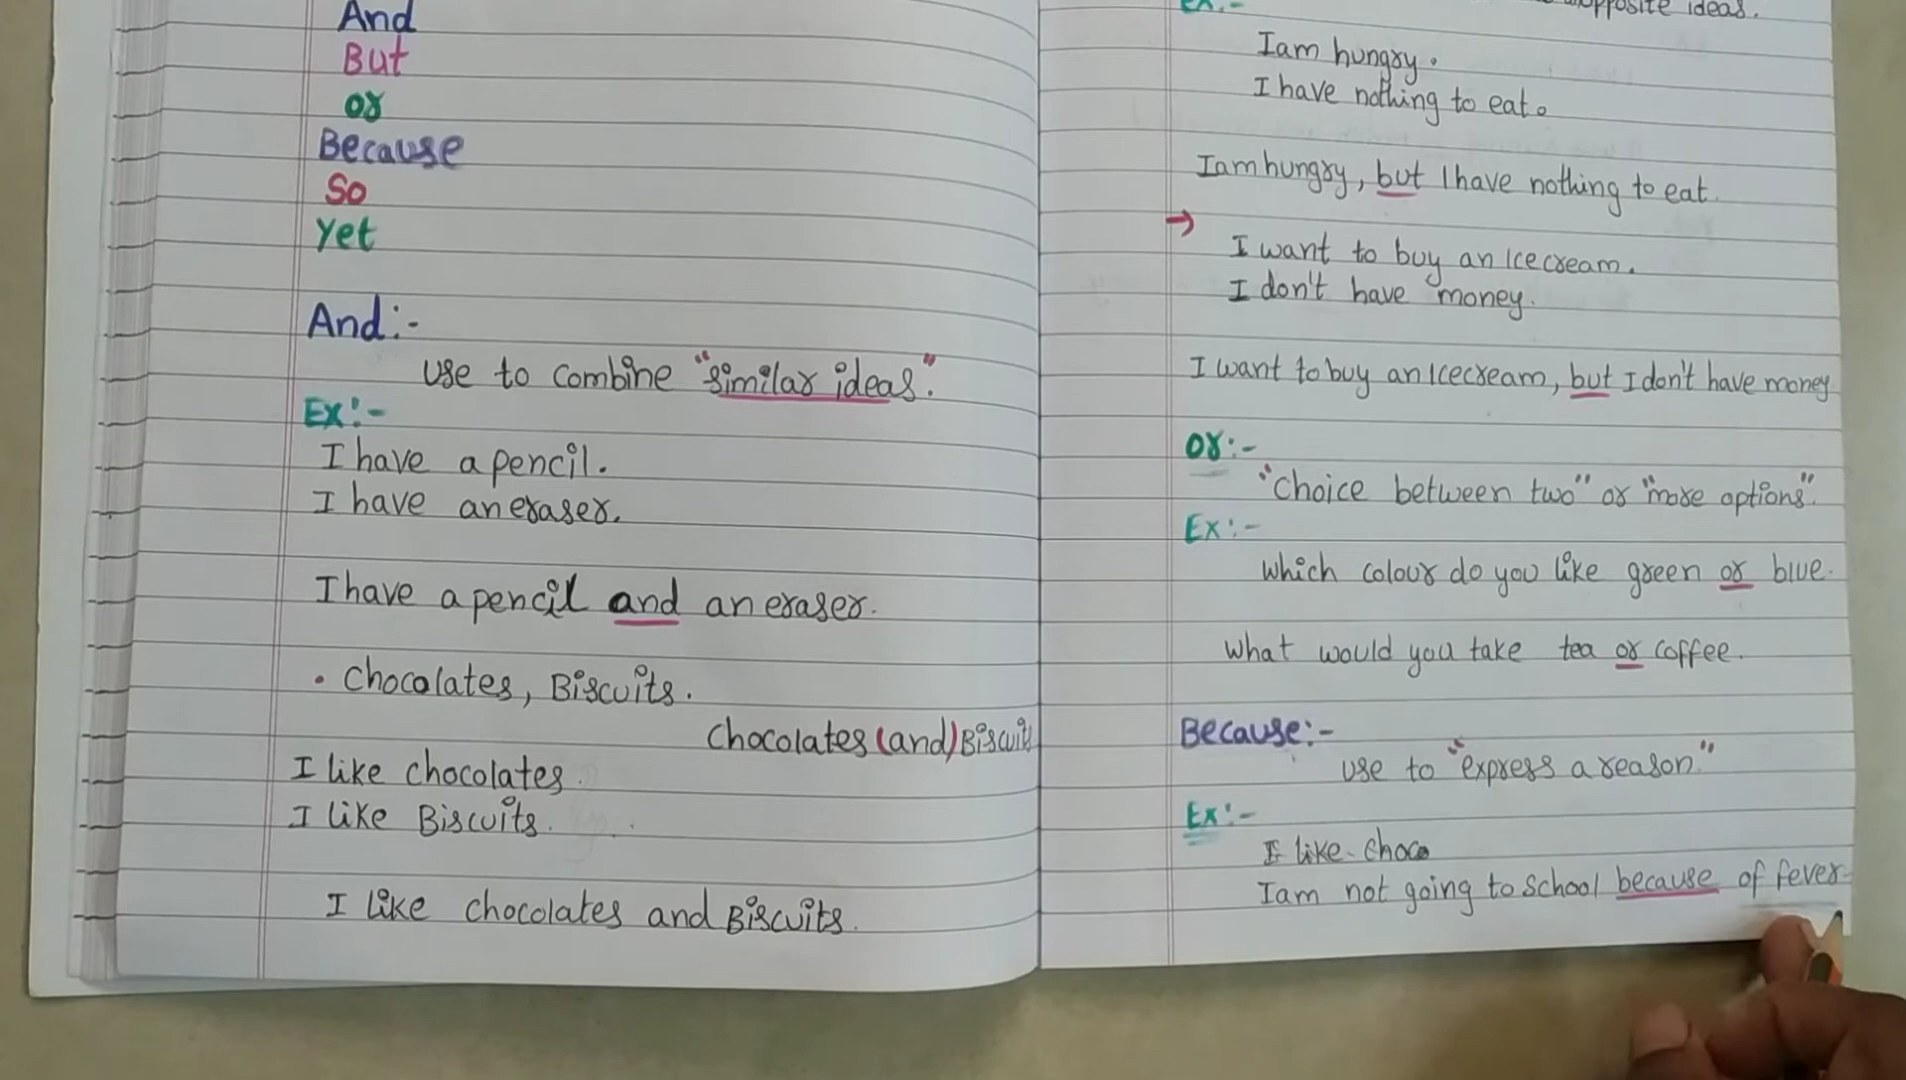 And
But
or
Because
So
Yet
And:-
use to combine "similar ideas".
Ex:-
I have a pencil.
I have an eraser.
I have a pencil and an eraser.
• chocolates, Biscuits.
chocolates (and) Biscuits
I like chocolates.
I like Biscuits.
I like chocolates and Biscuits.
opposite ideas.
Ex:-
I am hungry.
I have nothing to eat.
I am hungry, but I have nothing to eat.
→
I want to buy an Icecream.
I don't have money.
I want to buy an Icecream, but I don't have money
or:-
"choice between two" or "more options".
Ex:-
which colour do you like green or blue.
what would you take tea or coffee.
Because:-
use to "express a reason."
Ex:-
I like choco
I am not going to school because of fever.